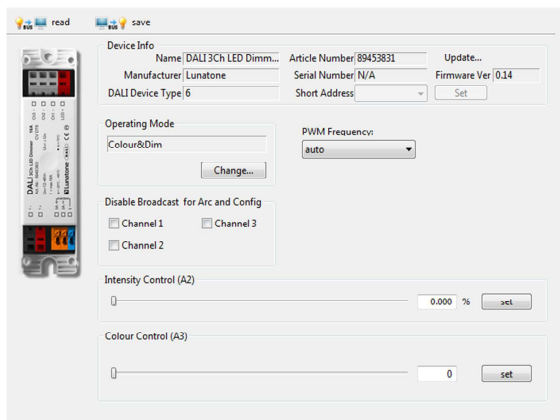 read save
Device Info
Name DALI 3Ch LED Dimm... Article Number 89453831 Update...
Manufacturer Lunatone Serial Number N/A Firmware Ver 0.14
DALI Device Type 6 Short Address Set
Operating Mode
Colour&Dim
Change...
PWM Frequency:
auto
Disable Broadcast for Arc and Config
Channel 1 Channel 3
Channel 2
Intensity Control (A2)
0.000 % set
Colour Control (A3)
0 set
DALI 3Ch LED Dimmer
Lunatone